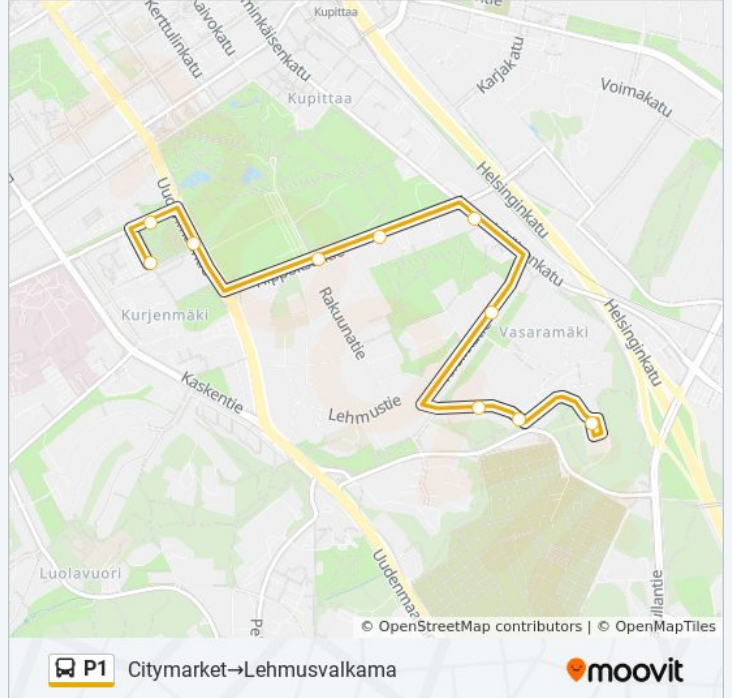 Kupittaa
Kerttulinkatu
Kaivokatu
Karjakatu
Voimakatu
Kupittaa
Helsinginkatu
Kurjenmäki
Rakuunatie
Vasaramäki
Helsinginkatu
Kaskentie
Lehmustie
Luolavuori
© OpenStreetMap contributors | © OpenMapTiles
P1 Citymarket→Lehmusvalkama
moovit